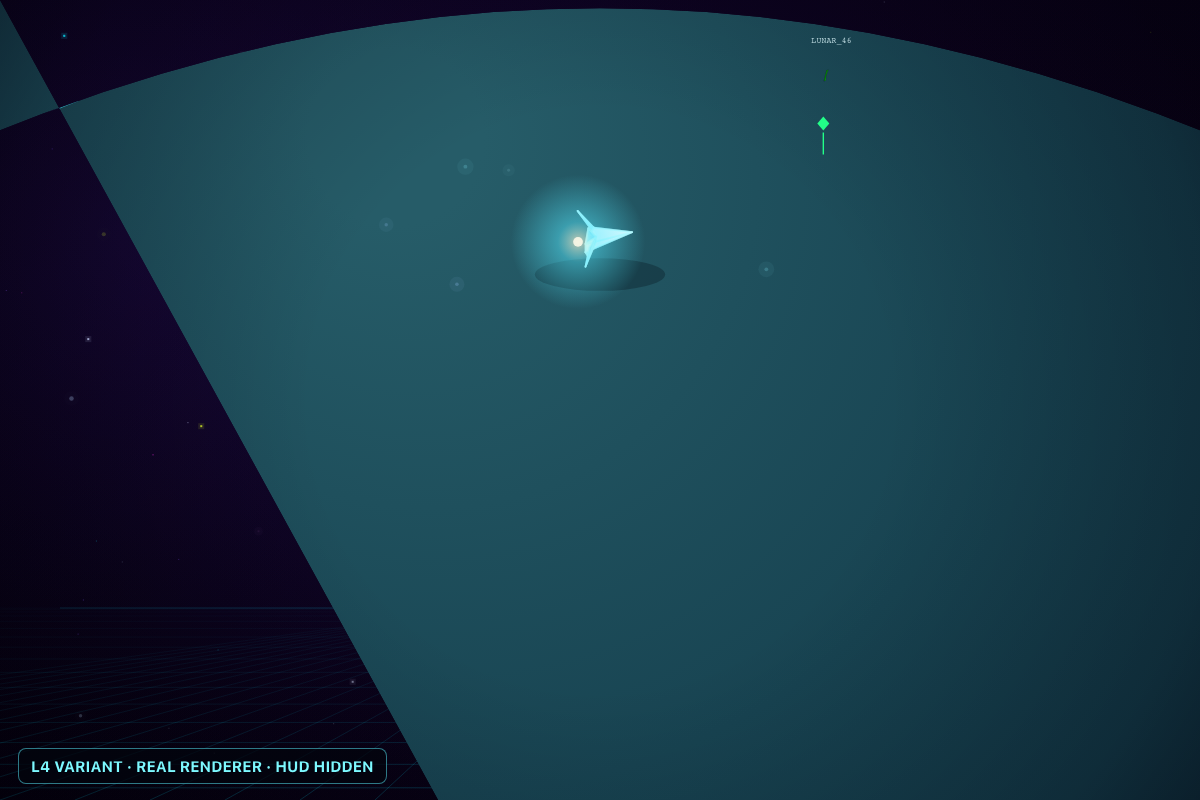 LUNAR_46
L4 VARIANT · REAL RENDERER · HUD HIDDEN